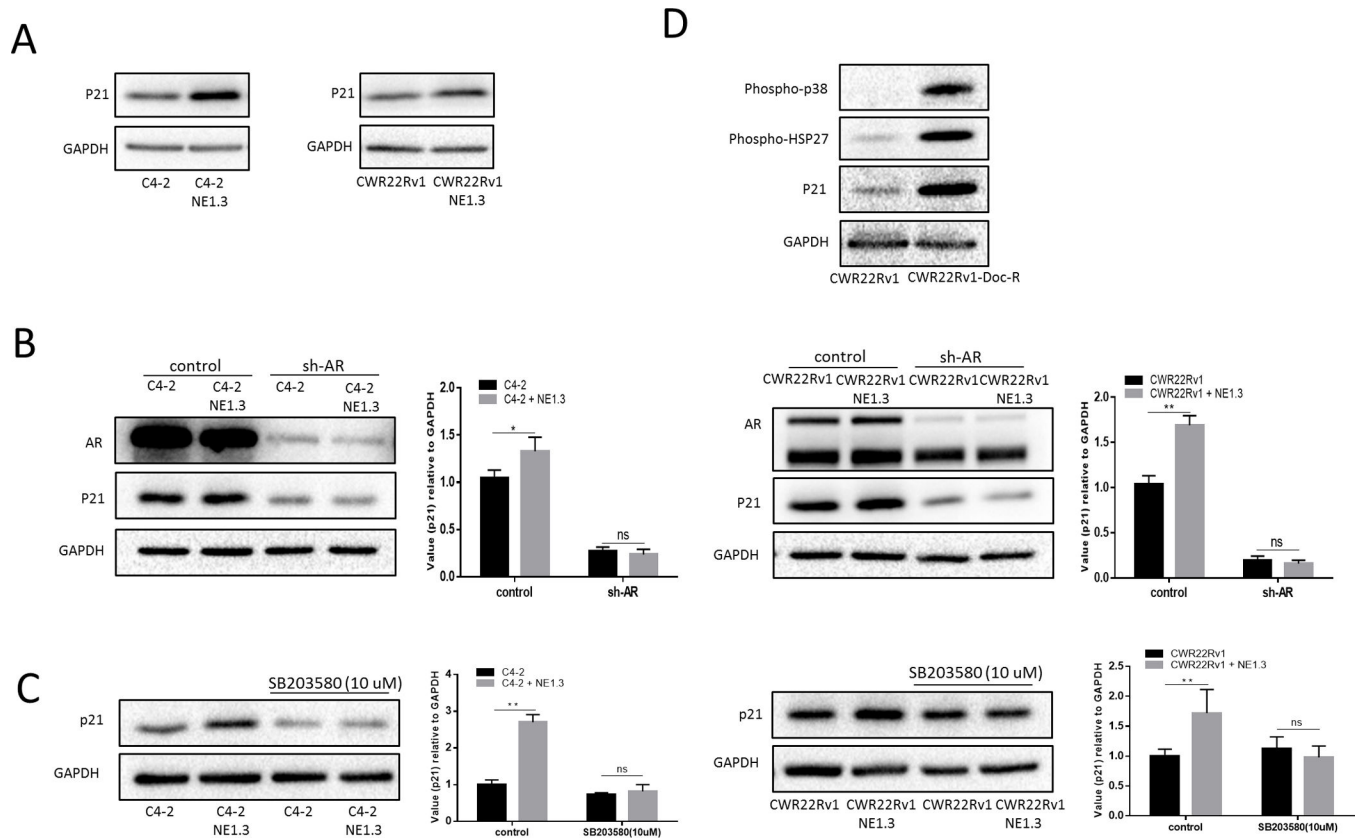 A
P21
GAPDH
C4-2
C4-2
NE1.3
P21
GAPDH
CWR22Rv1
CWR22Rv1
NE1.3
D
Phospho-p38
Phospho-HSP27
P21
GAPDH
CWR22Rv1
CWR22Rv1-Doc-R
B
control
sh-AR
C4-2
C4-2
NE1.3
C4-2
C4-2
NE1.3
AR
P21
GAPDH
C4-2
C4-2 + NE1.3
Value (p21) relative to GAPDH
2.0
1.5
1.0
0.5
0.0
*
ns
control
sh-AR
control
sh-AR
CWR22Rv1
CWR22Rv1
NE1.3
CWR22Rv1
CWR22Rv1
NE1.3
AR
P21
GAPDH
CWR22Rv1
CWR22Rv1 + NE1.3
Value (p21) relative to GAPDH
2.0
1.5
1.0
0.5
0.0
**
ns
control
sh-AR
C
SB203580 (10 uM)
p21
GAPDH
C4-2
C4-2
NE1.3
C4-2
C4-2
NE1.3
C4-2
C4-2 + NE1.3
Value (p21) relative to GAPDH
4
3
2
1
0
**
ns
control
SB203580(10uM)
SB203580 (10 uM)
p21
GAPDH
CWR22Rv1
CWR22Rv1
NE1.3
CWR22Rv1
CWR22Rv1
NE1.3
CWR22Rv1
CWR22Rv1 + NE1.3
Value (p21) relative to GAPDH
2.5
2.0
1.5
1.0
0.5
0.0
**
ns
control
SB203580(10uM)